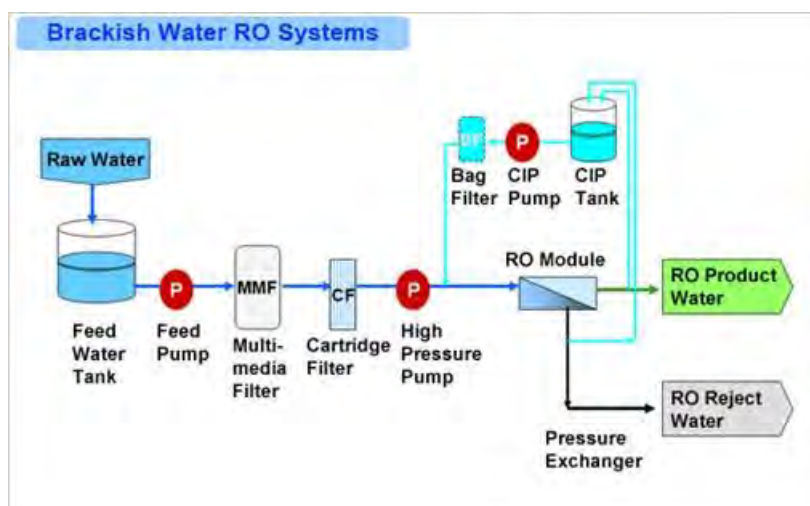 Brackish Water RO Systems
Raw Water
P
BF
P
Bag
Filter
CIP
Pump
CIP
Tank
RO Module
P
MMF
CF
P
RO Product
Water
Feed
Water
Tank
Feed
Pump
Multi-
media
Filter
Cartridge
Filter
High
Pressure
Pump
RO Reject
Water
Pressure
Exchanger